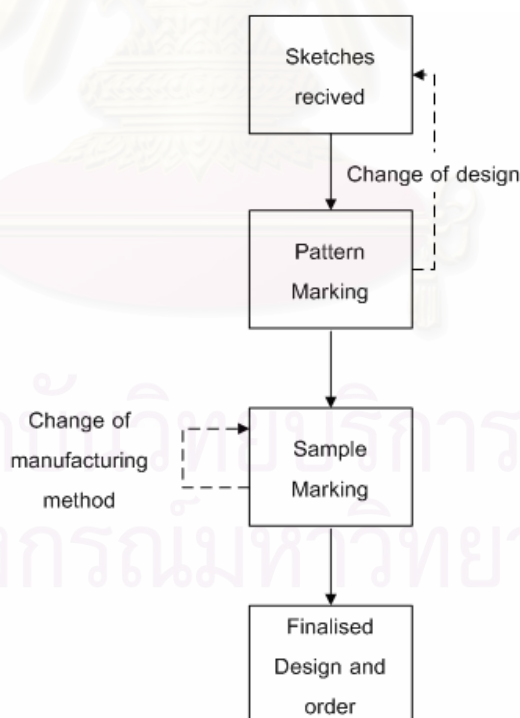 Sketches
recived
Change of design
Pattern
Marking
Change of
manufacturing
method
Sample
Marking
Finalised
Design and
order